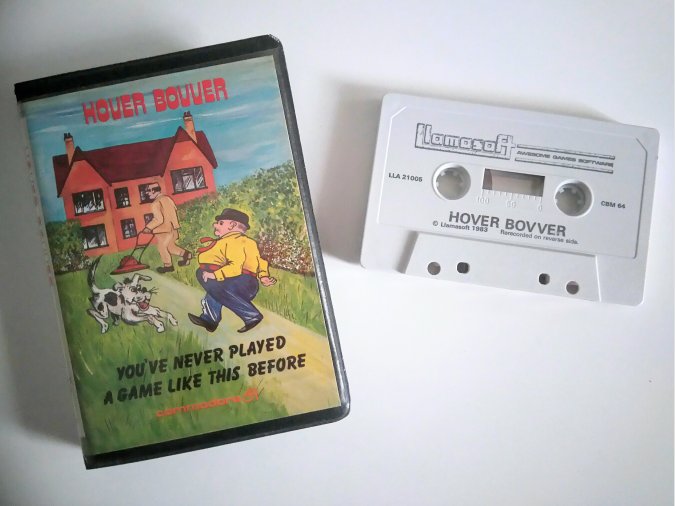 HOVER BOVVER
YOU'VE NEVER PLAYED
A GAME LIKE THIS BEFORE
commodore 64
llamasoft
AWESOME GAMES SOFTWARE
LLA 21005
100 50 0
CBM 64
HOVER BOVVER
© Llamasoft 1983 Rerecorded on reverse side.